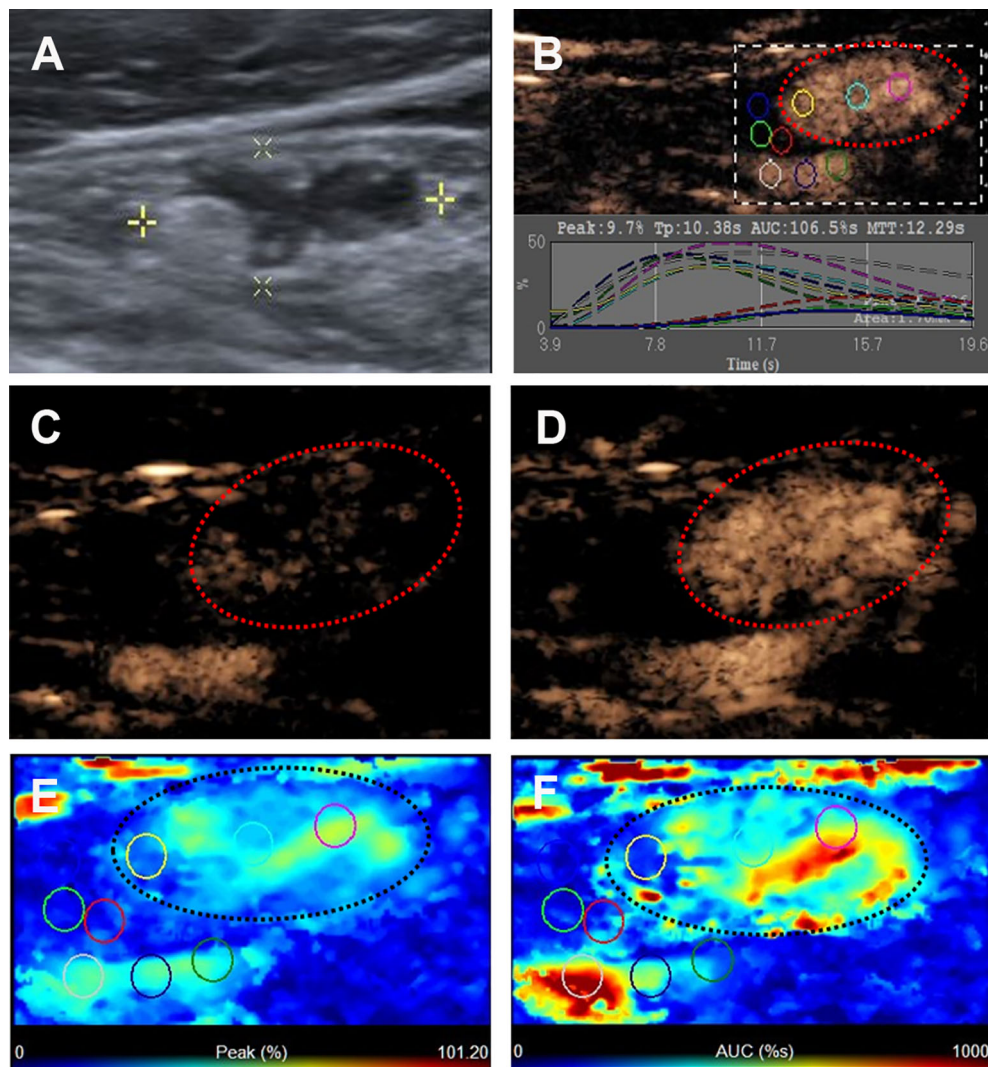 A
B
Peak:9.7% Tp:10.38s AUC:106.5%s MTT:12.29s
50
%
0
3.9 7.8 11.7 15.7 19.6
Time (s)
C
D
E
F
0 Peak (%) 101.20
0 AUC (%s) 1000